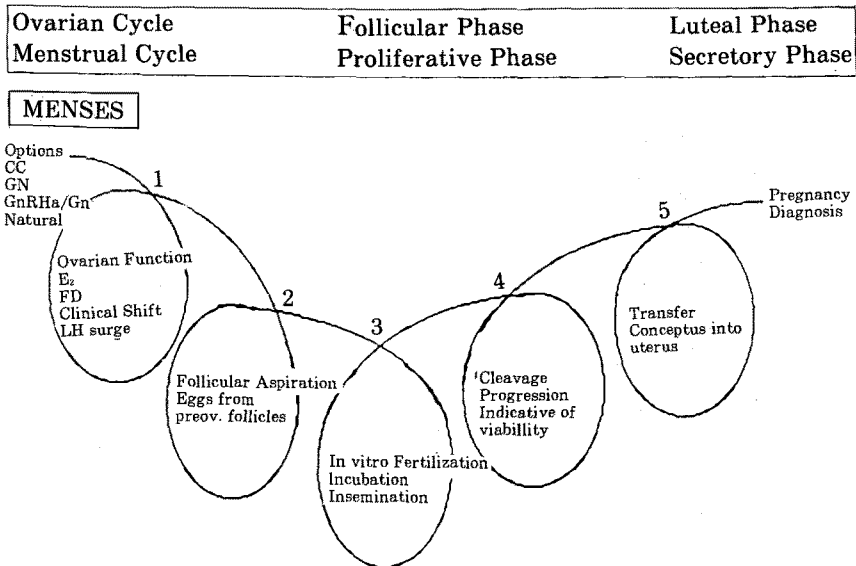 Ovarian Cycle Follicular Phase Luteal Phase
Menstrual Cycle Proliferative Phase Secretory Phase
MENSES
Options
CC
GN
GnRHa/Gn
Natural
1
Ovarian Function
E₂
FD
Clinical Shift
LH surge
2
Follicular Aspiration
Eggs from
preov. follicles
3
In vitro Fertilization
Incubation
Insemination
4
Cleavage
Progression
Indicative of
viabillity
5
Transfer
Conceptus into
uterus
Pregnancy
Diagnosis